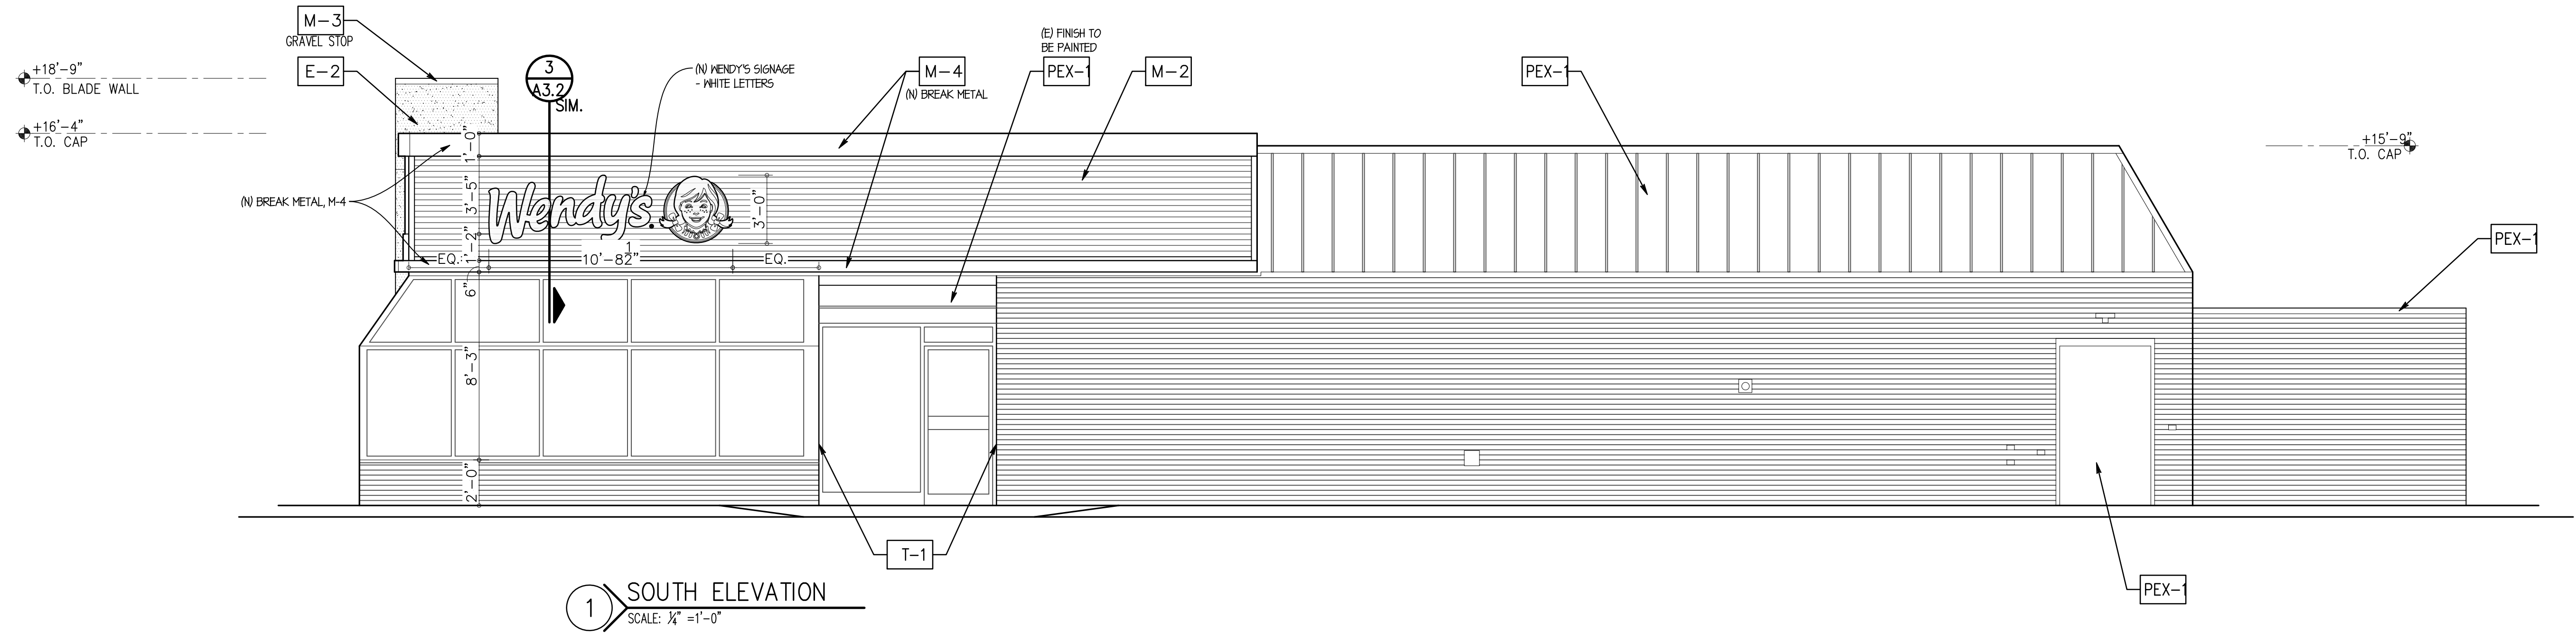 M-3
GRAVEL STOP
E-2
+18'-9"
T.O. BLADE WALL
+16'-4"
T.O. CAP
3
A3.2
SIM.
(N) WENDY'S SIGNAGE
- WHITE LETTERS
M-4
(N) BREAK METAL
(E) FINISH TO
BE PAINTED
PEX-1
M-2
PEX-1
+15'-9"
T.O. CAP
PEX-1
(N) BREAK METAL, M-4
1'-0"
3'-5"
1'-2"
6"
8'-3"
2'-0"
Wendy's.
3'-0"
EQ.
10'-8 1/2"
EQ.
T-1
PEX-1
1
SOUTH ELEVATION
SCALE: ¼" =1'-0"